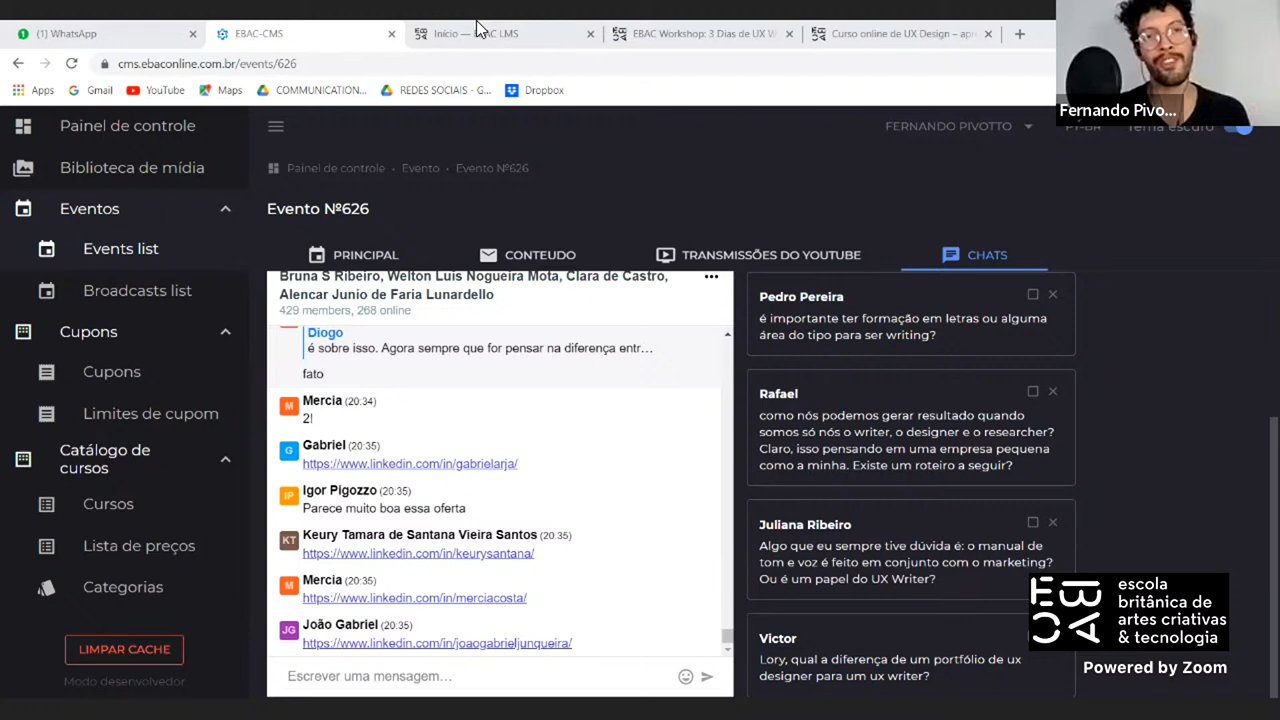 (1) WhatsApp
EBAC-CMS
Início — EBAC LMS
EBAC Workshop: 3 Dias de UX W
Curso online de UX Design – apr
cms.ebaconline.com.br/events/626
Apps
Gmail
YouTube
Maps
COMMUNICATION...
REDES SOCIAIS - G...
Dropbox
Fernando Pivo...
Painel de controle
Biblioteca de mídia
Eventos
Events list
Broadcasts list
Cupons
Cupons
Limites de cupom
Catálogo de
cursos
Cursos
Lista de preços
Categorias
LIMPAR CACHE
Modo desenvolvedor
FERNANDO PIVOTTO
PT-BR
Tema escuro
Painel de controle • Evento • Evento Nº626
Evento Nº626
PRINCIPAL
CONTEUDO
TRANSMISSÕES DO YOUTUBE
CHATS
Bruna S Ribeiro, Welton Luis Nogueira Mota, Clara de Castro,
Alencar Junio de Faria Lunardello
429 members, 268 online
Diogo
é sobre isso. Agora sempre que for pensar na diferença entr...
fato
M
Mercia (20:34)
2!
G
Gabriel (20:35)
https://www.linkedin.com/in/gabrielarja/
IP
Igor Pigozzo (20:35)
Parece muito boa essa oferta
KT
Keury Tamara de Santana Vieira Santos (20:35)
https://www.linkedin.com/in/keurysantana/
M
Mercia (20:35)
https://www.linkedin.com/in/merciacosta/
JG
João Gabriel (20:35)
https://www.linkedin.com/in/joaogabrieljunqueira/
Escrever uma mensagem...
Pedro Pereira
é importante ter formação em letras ou alguma
área do tipo para ser writing?
Rafael
como nós podemos gerar resultado quando
somos só nós o writer, o designer e o researcher?
Claro, isso pensando em uma empresa pequena
como a minha. Existe um roteiro a seguir?
Juliana Ribeiro
Algo que eu sempre tive dúvida é: o manual de
tom e voz é feito em conjunto com o marketing?
Ou é um papel do UX Writer?
Victor
Lory, qual a diferença de um portfólio de ux
designer para um ux writer?
EBAC
escola
britânica de
artes criativas
& tecnologia
Powered by Zoom